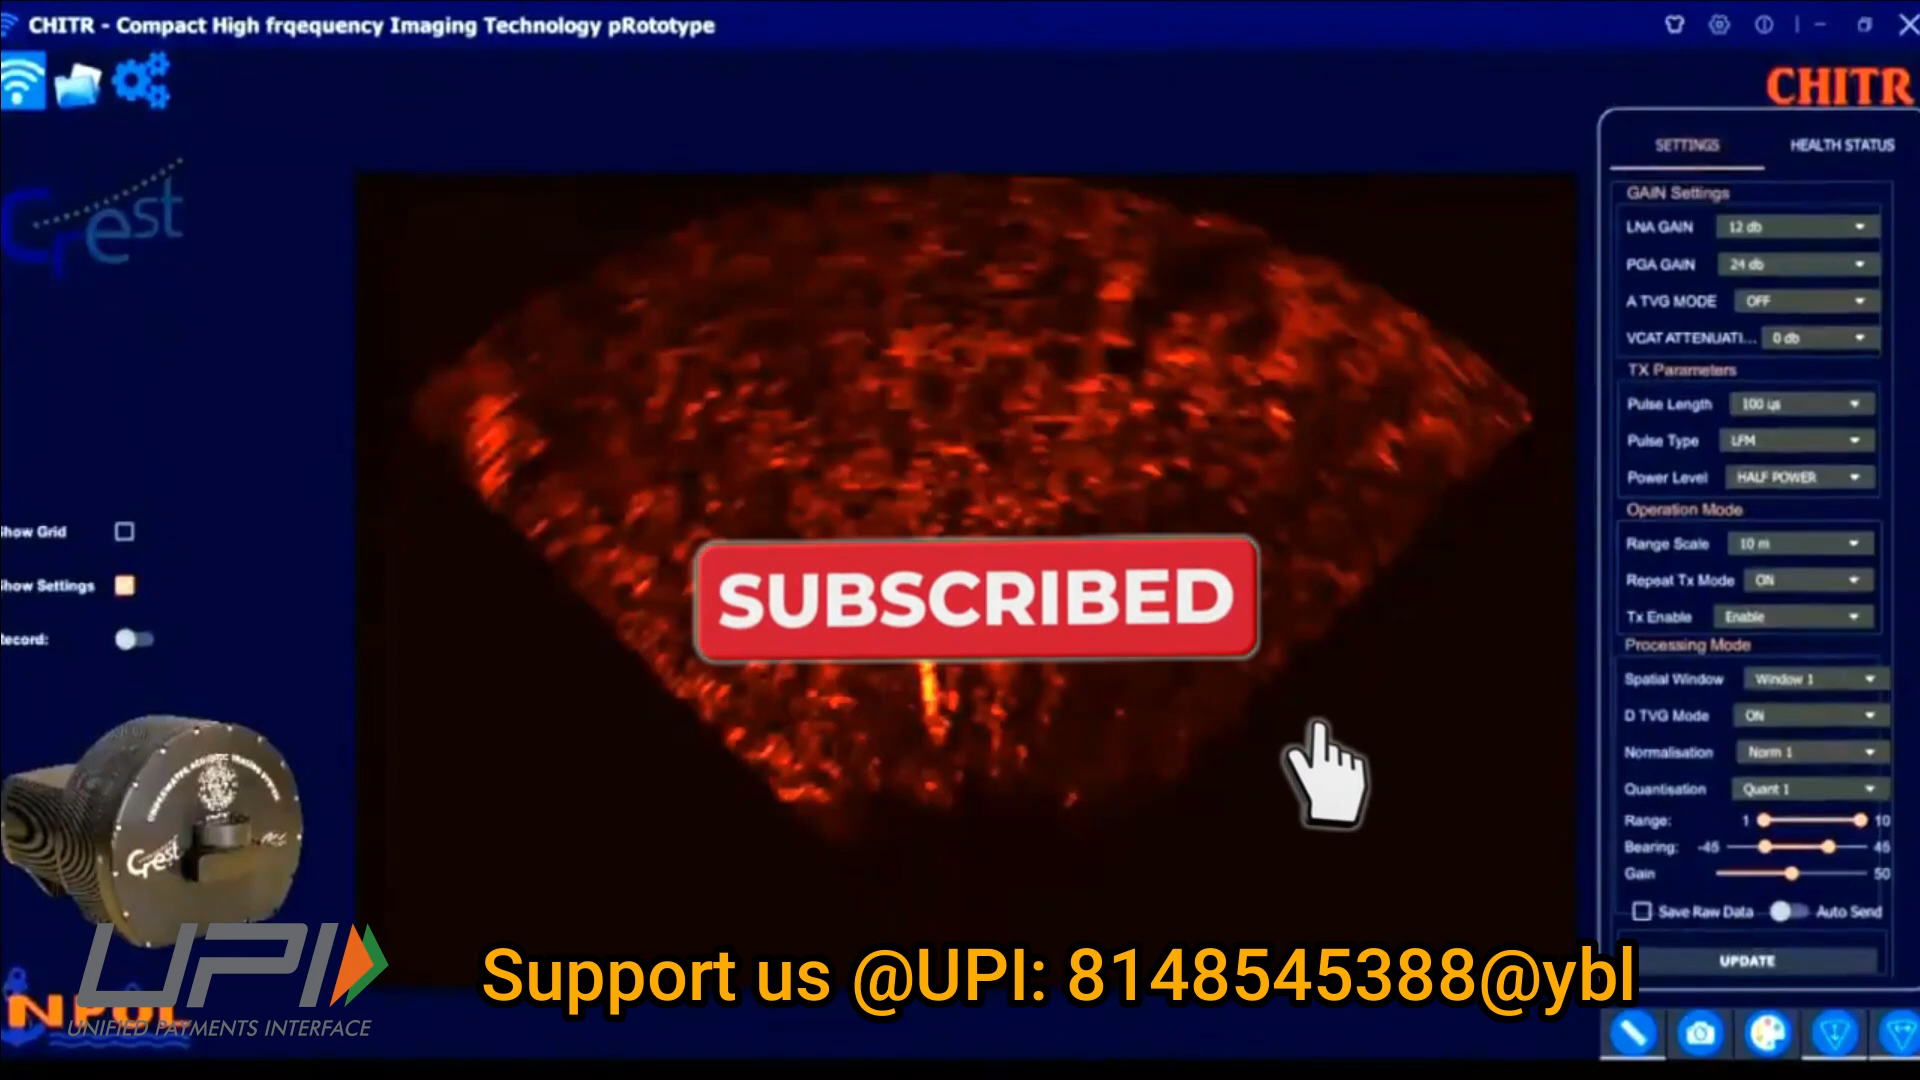 CHITR - Compact High frqequency Imaging Technology pRototype
CHITR
Crest
SETTINGS
HEALTH STATUS
GAIN Settings
LNA GAIN 12 db
PGA GAIN 24 db
A TVG MODE OFF
VCAT ATTENUATI... 0 db
TX Parameters
Pulse Length 100 us
Pulse Type LFM
Power Level HALF POWER
Operation Mode
Range Scale 10 m
Repeat Tx Mode ON
Tx Enable Enable
Processing Mode
Spatial Window Window 1
D TVG Mode ON
Normalisation Norm 1
Quantisation Quant 1
Range: 1 10
Bearing: -45 45
Gain 50
Save Raw Data Auto Send
UPDATE
Show Grid
Show Settings
Record:
SUBSCRIBED
Crest
UPI
UNIFIED PAYMENTS INTERFACE
NPOL
Support us @UPI: 8148545388@ybl